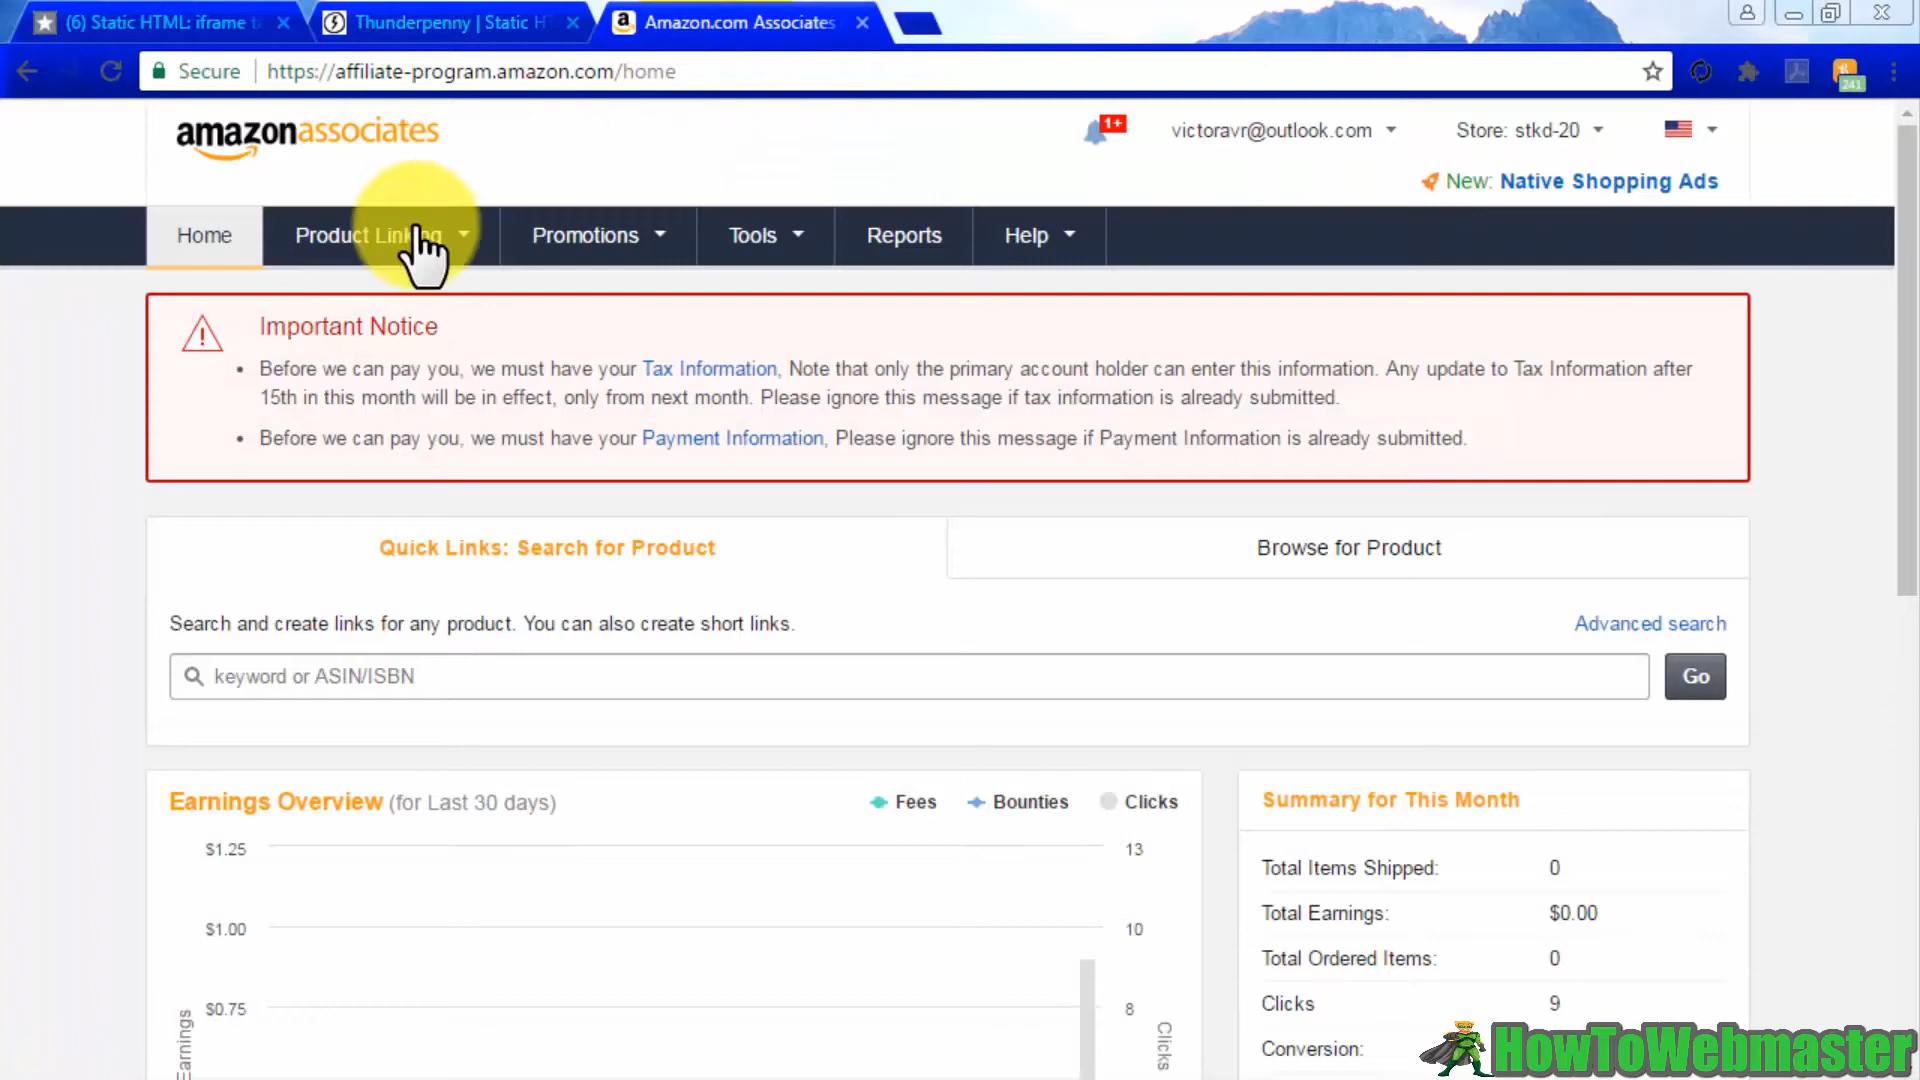 (6) Static HTML: iframe t
Thunderpenny | Static H
Amazon.com Associates
Secure
https://affiliate-program.amazon.com/home
241
amazonassociates
1+
victoravr@outlook.com
Store: stkd-20
New: Native Shopping Ads
Home
Product Linking
Promotions
Tools
Reports
Help
Important Notice
Before we can pay you, we must have your Tax Information, Note that only the primary account holder can enter this information. Any update to Tax Information after
15th in this month will be in effect, only from next month. Please ignore this message if tax information is already submitted.
Before we can pay you, we must have your Payment Information, Please ignore this message if Payment Information is already submitted.
Quick Links: Search for Product
Browse for Product
Search and create links for any product. You can also create short links.
Advanced search
keyword or ASIN/ISBN
Go
Earnings Overview (for Last 30 days)
Fees
Bounties
Clicks
Summary for This Month
$1.25
13
$1.00
10
$0.75
8
Earnings
Clicks
Total Items Shipped: 0
Total Earnings: $0.00
Total Ordered Items: 0
Clicks 9
Conversion:
HowToWebmaster